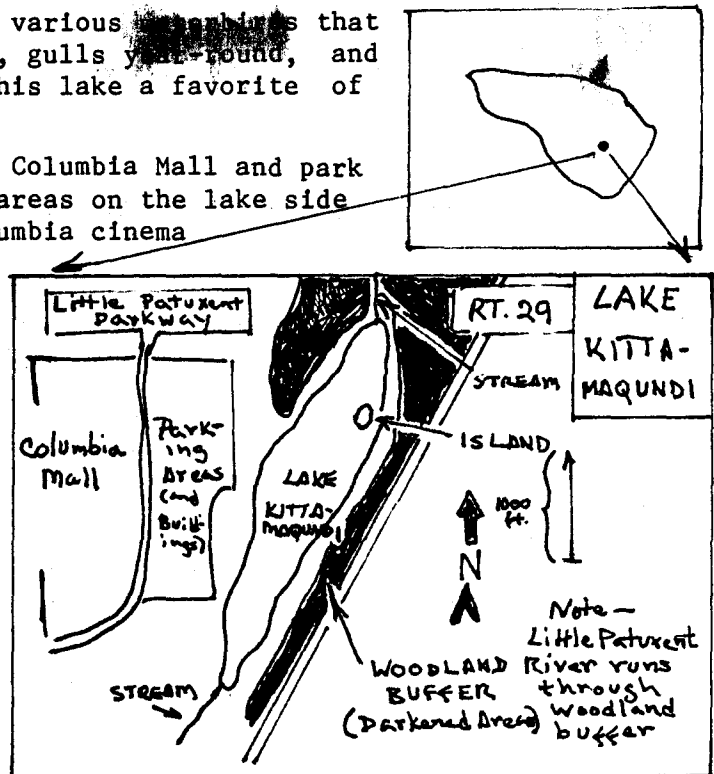 various waterbirds that
, gulls year-round, and
his lake a favorite of
Columbia Mall and park
areas on the lake side
umbia cinema
Little Patuxent
Parkway
RT. 29
LAKE
KITTA-
MAQUNDI
STREAM
ISLAND
Columbia
Mall
Park-
ing
Areas
(and
Build-
ings)
LAKE
KITTA-
MAQUNDI
1000
ft.
N
Note -
Little Patuxent
River runs
through
woodland
buffer
WOODLAND
BUFFER
(Darkened Areas)
STREAM